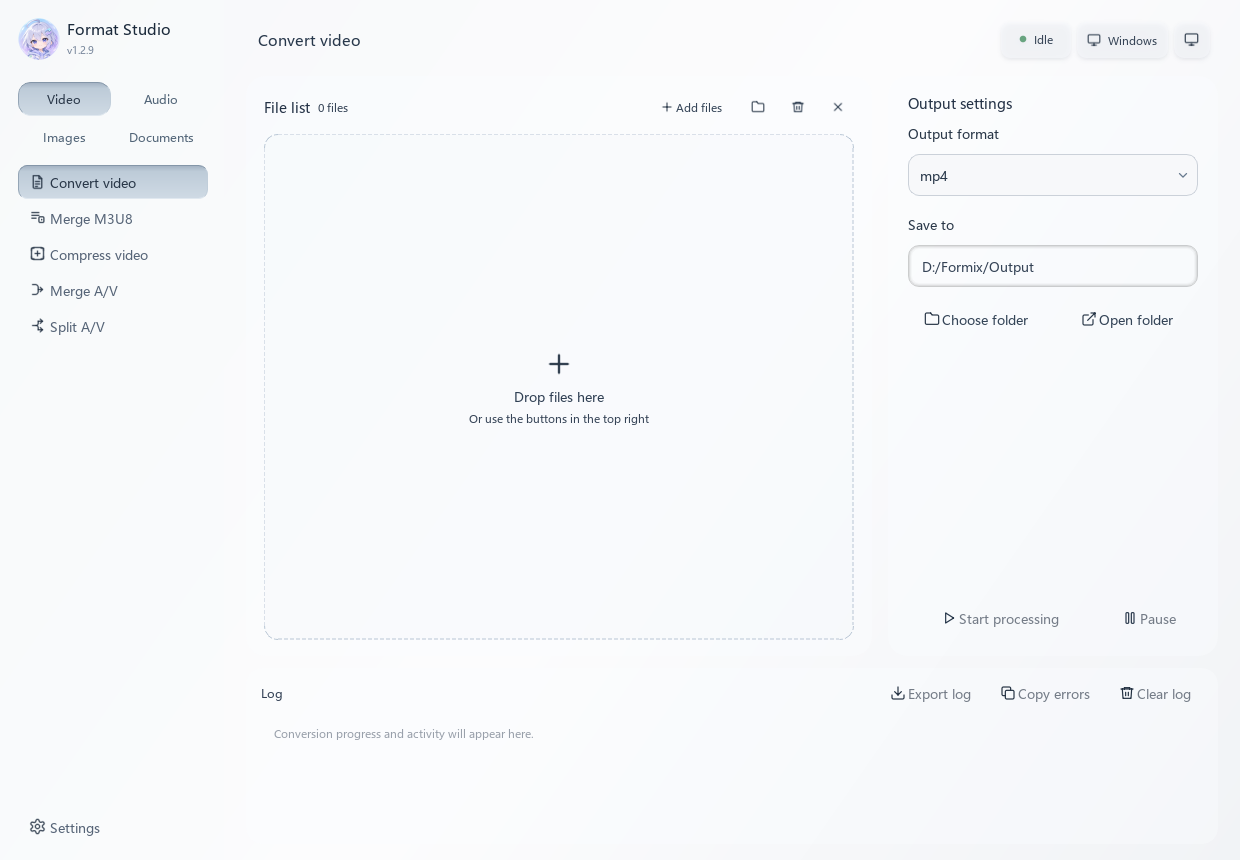 Format Studio
v1.2.9
Video
Audio
Images
Documents
Convert video
Merge M3U8
Compress video
Merge A/V
Split A/V
Settings
Convert video
Idle
Windows
File list 0 files
Add files
Drop files here
Or use the buttons in the top right
Output settings
Output format
mp4
Save to
D:/Formix/Output
Choose folder
Open folder
Start processing
Pause
Log
Export log
Copy errors
Clear log
Conversion progress and activity will appear here.